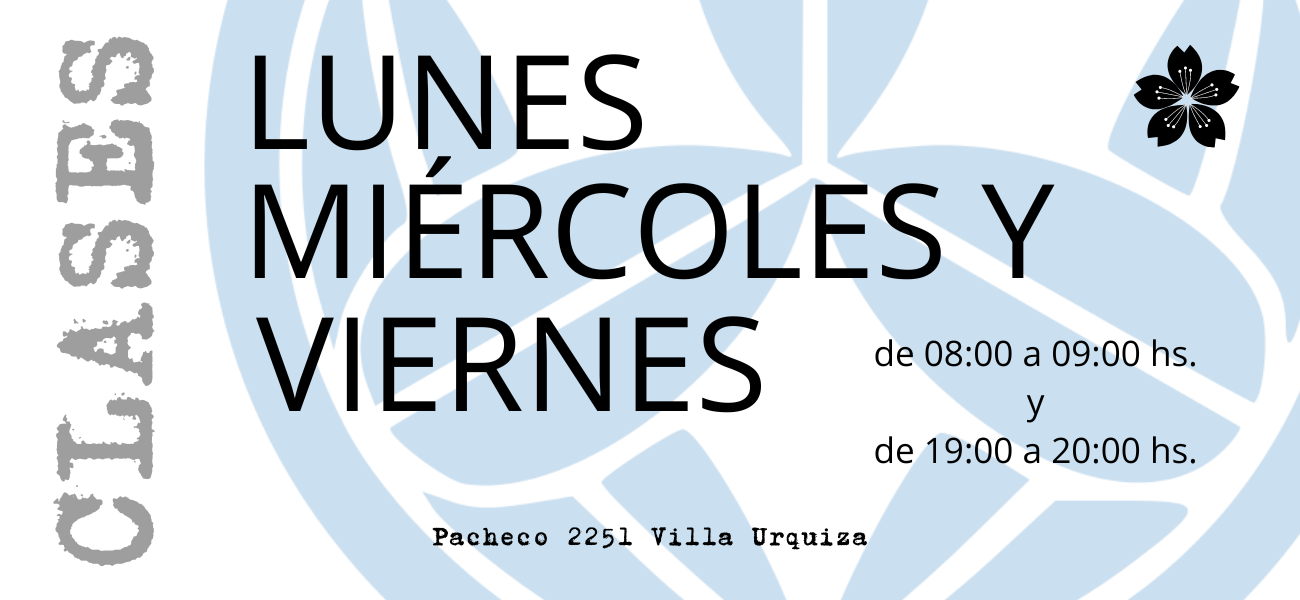 CLASES
LUNES
MIÉRCOLES Y
VIERNES
de 08:00 a 09:00 hs.
y
de 19:00 a 20:00 hs.
Pacheco 2251 Villa Urquiza